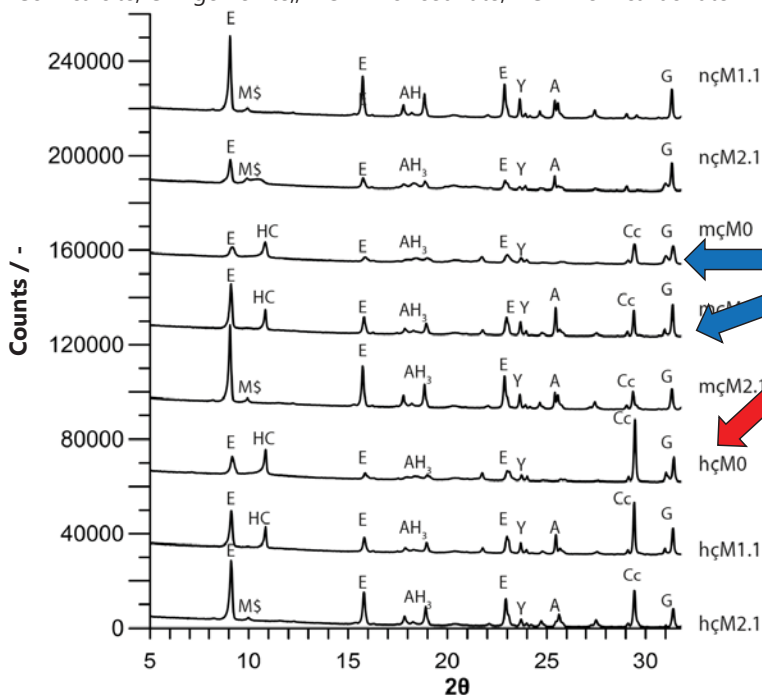 E
240000
M$
E
AH
E
Y
A
G
nçM1.1
200000
E
M$
E
AH₃
E
Y
A
G
nçM2.1
160000
E
HC
E
AH₃
E
Y
Cc
G
mçM0
E
HC
E
AH₃
E Y
A
Cc
G
120000
M$
E
AH₃
E
Y
A
Cc
G
mçM2.1
80000
E
HC
E
AH₃
E
Y
Cc
G
hçM0
40000
E
HC
E
AH₃
E
Y
A
Cc
G
hçM1.1
E
M$
E
AH₃
E
Y
A
Cc
G
hçM2.1
0
Counts / -
5 10 15 20 25 30
2θ